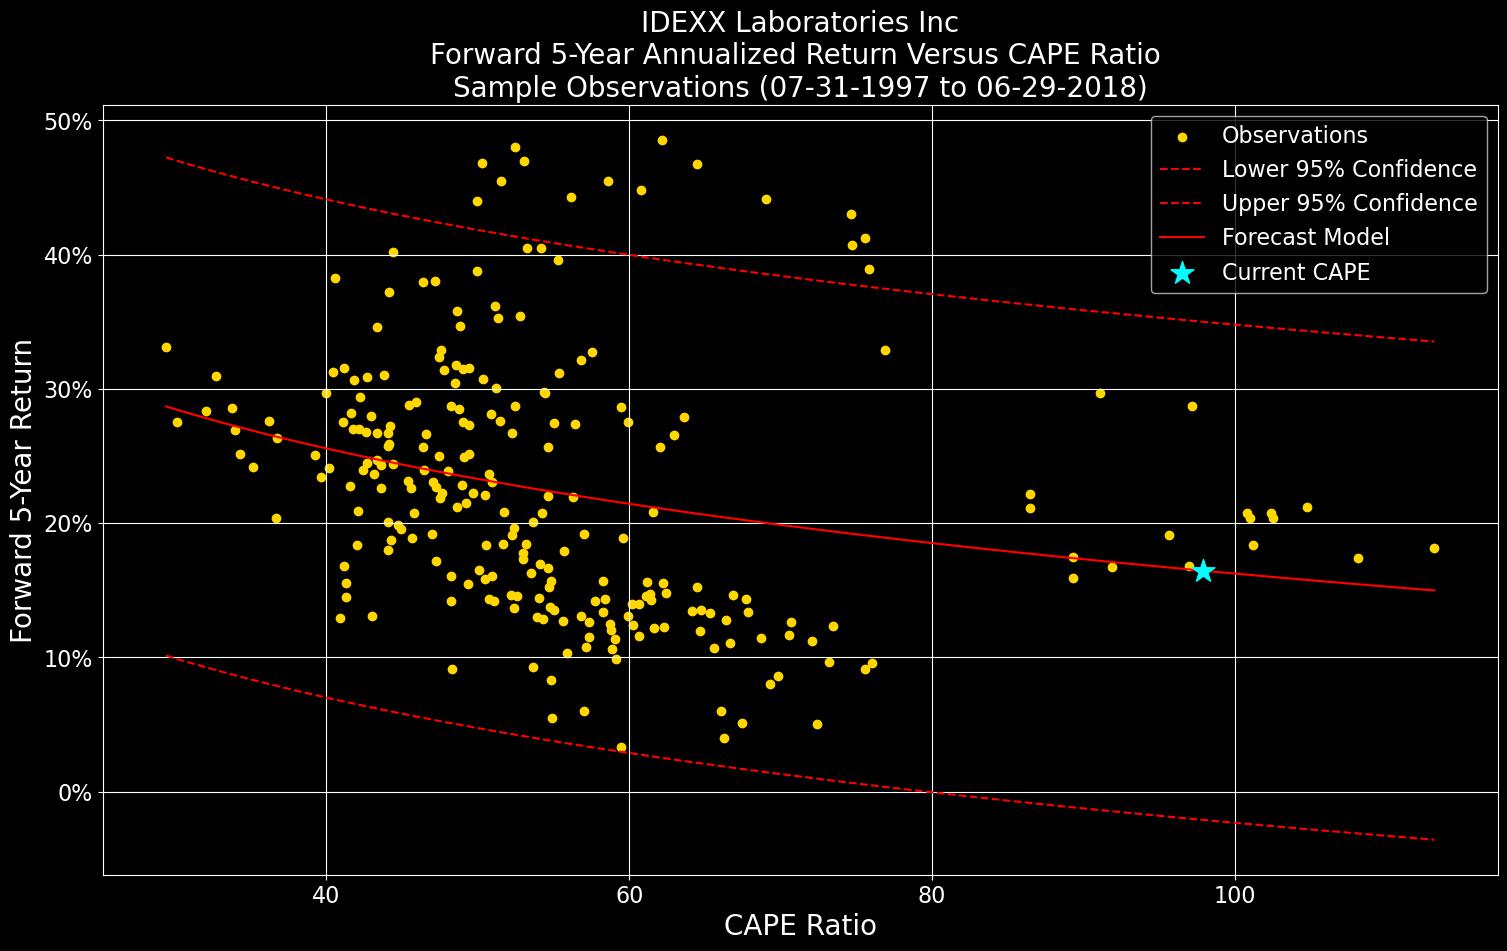 IDEXX Laboratories Inc
Forward 5-Year Annualized Return Versus CAPE Ratio
Sample Observations (07-31-1997 to 06-29-2018)
Observations
Lower 95% Confidence
Upper 95% Confidence
Forecast Model
Current CAPE
Forward 5-Year Return
50%
40%
30%
20%
10%
0%
40
60
80
100
CAPE Ratio